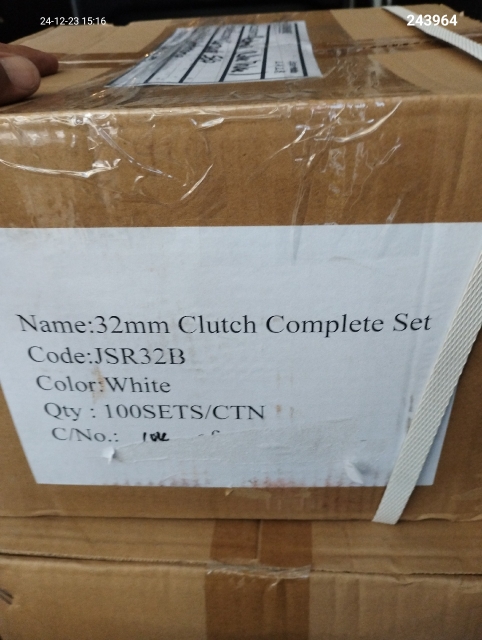 24-12-23 15:16
243964
Name:32mm Clutch Complete Set
Code:JSR32B
Color:White
Qty : 100SETS/CTN
C/No.: